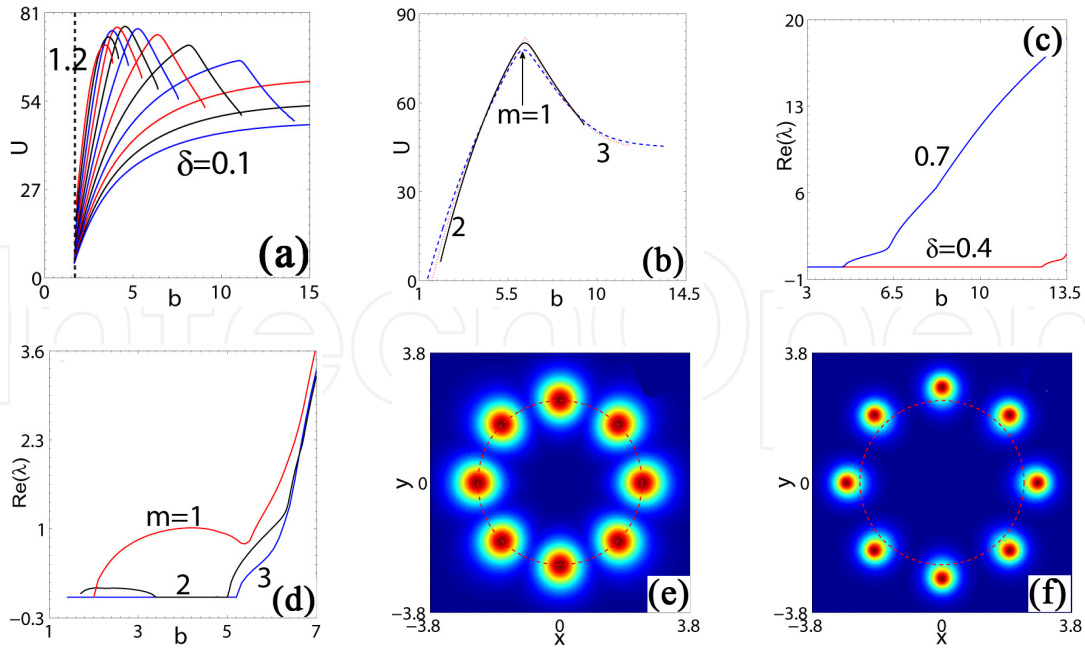 81
54
27
0
U
1.2
δ=0.1
(a)
0
5
10
15
b
90
60
30
0
U
m=1
2
3
(b)
1
5.5
10
14.5
b
20
13
6
−1
Re(λ)
0.7
δ=0.4
(c)
3
6.5
10
13.5
b
3.6
2.3
1
−0.3
Re(λ)
m=1
2
3
(d)
1
3
5
7
b
3.8
y
0
−3.8
−3.8
0
3.8
x
(e)
3.8
y
0
−3.8
−3.8
0
3.8
x
(f)
IntechOpen